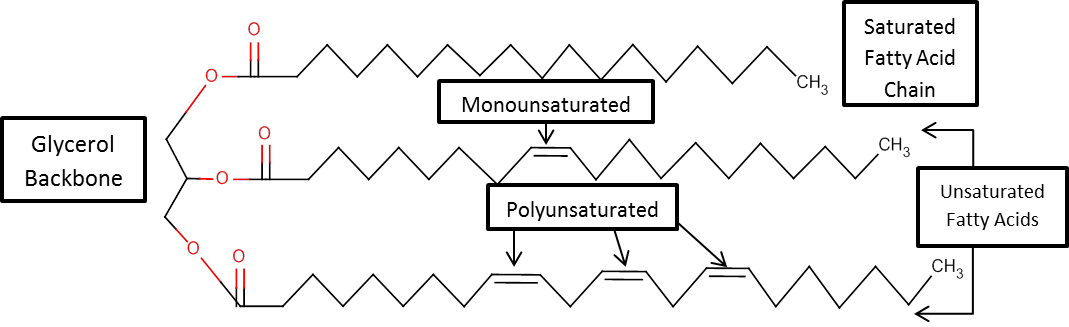 O
Saturated
Fatty Acid
Chain
O
CH3
Monounsaturated
Glycerol
Backbone
O
CH3
O
Unsaturated
Fatty Acids
Polyunsaturated
O
O
CH3